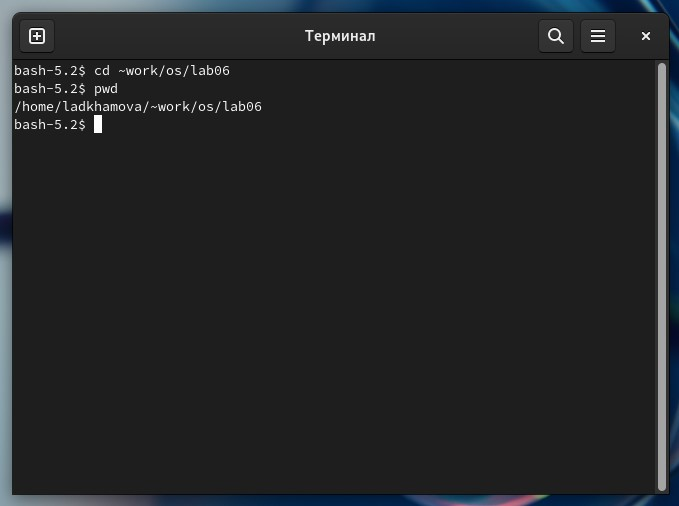 Терминал
bash-5.2$ cd ~work/os/lab06
bash-5.2$ pwd
/home/ladkhamova/~work/os/lab06
bash-5.2$